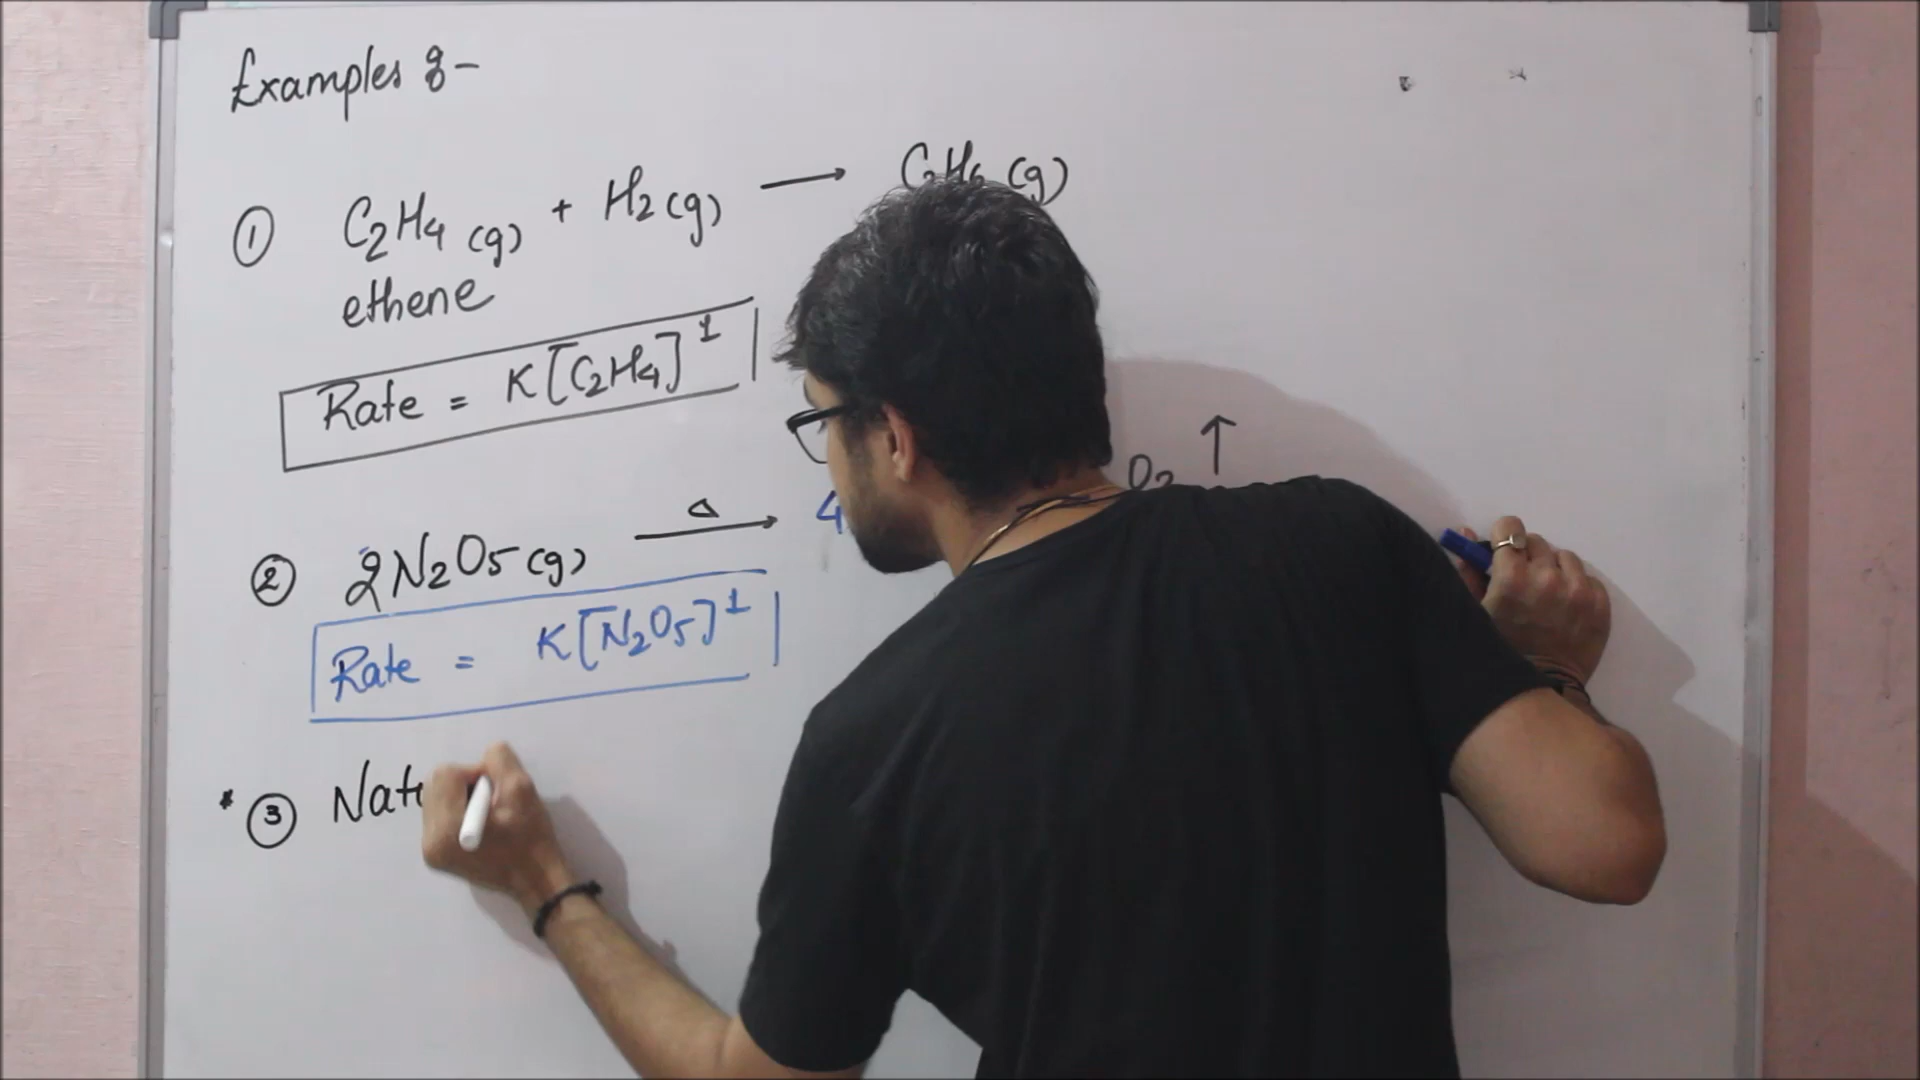 Examples :-
① C2H4 (g) + H2 (g) ⟶ C2H6 (g)
ethene
Rate = K[C2H4]^1
② 2N2O5 (g) —Δ→ 4 O2 ↑
Rate = K[N2O5]^1
* ③ Nat